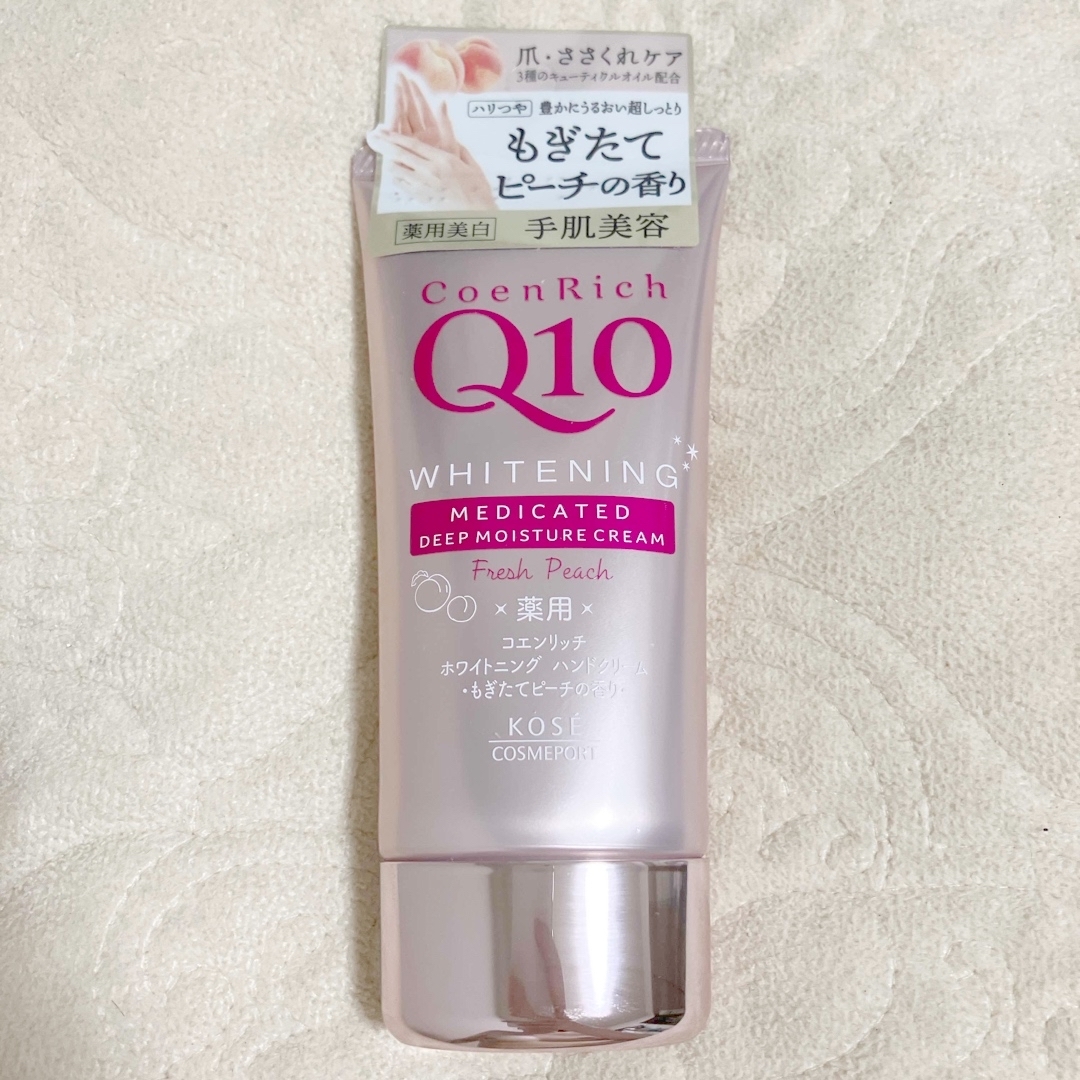 爪・ささくれケア
3種のキューティクルオイル配合
ハリつや 豊かにうるおい超しっとり
もぎたて
ピーチの香り
薬用美白 手肌美容
CoenRich
Q10
WHITENING
MEDICATED
DEEP MOISTURE CREAM
Fresh Peach
薬用
コエンリッチ
ホワイトニング ハンドクリーム
・もぎたてピーチの香り・
KOSÉ
COSMEPORT